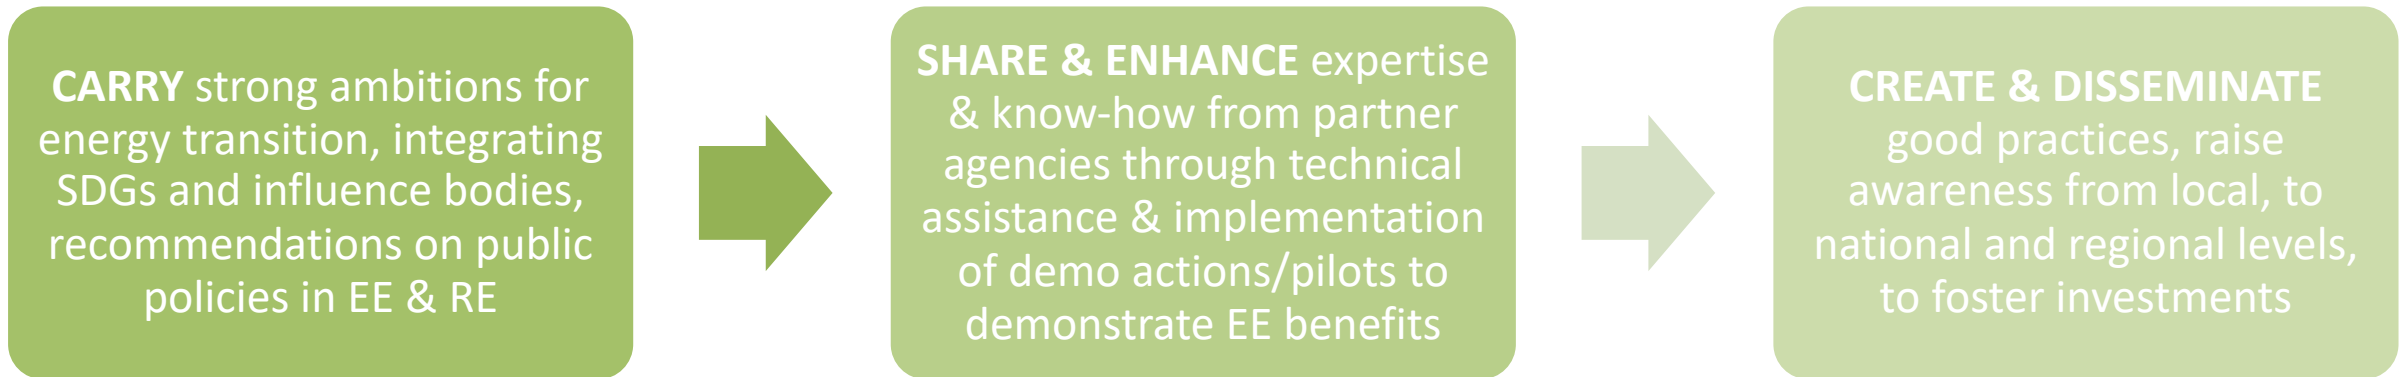 CARRY strong ambitions for
energy transition, integrating
SDGs and influence bodies,
recommendations on public
policies in EE & RE
SHARE & ENHANCE expertise
& know-how from partner
agencies through technical
assistance & implementation
of demo actions/pilots to
demonstrate EE benefits
CREATE & DISSEMINATE
good practices, raise
awareness from local, to
national and regional levels,
to foster investments